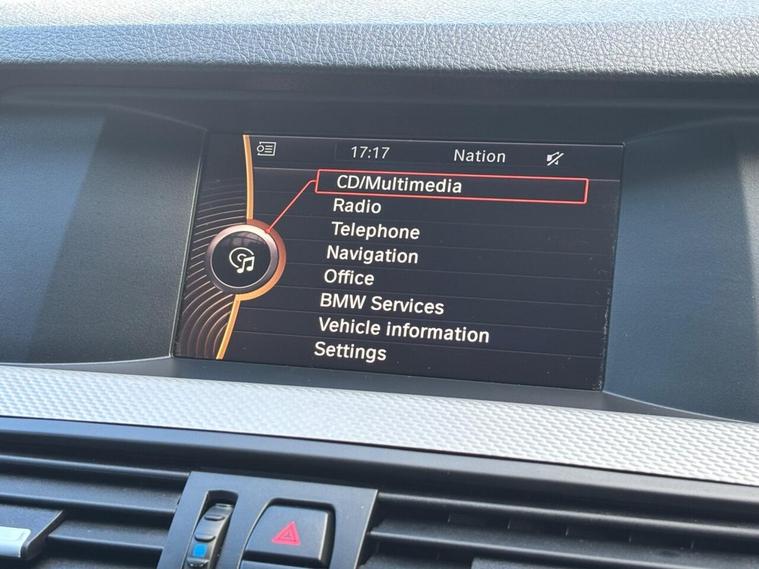 17:17 Nation
CD/Multimedia
Radio
Telephone
Navigation
Office
BMW Services
Vehicle information
Settings